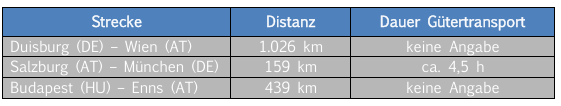 Strecke Distanz Dauer Gütertransport
Duisburg (DE) – Wien (AT) 1.026 km keine Angabe
Salzburg (AT) – München (DE) 159 km ca. 4,5 h
Budapest (HU) – Enns (AT) 439 km keine Angabe